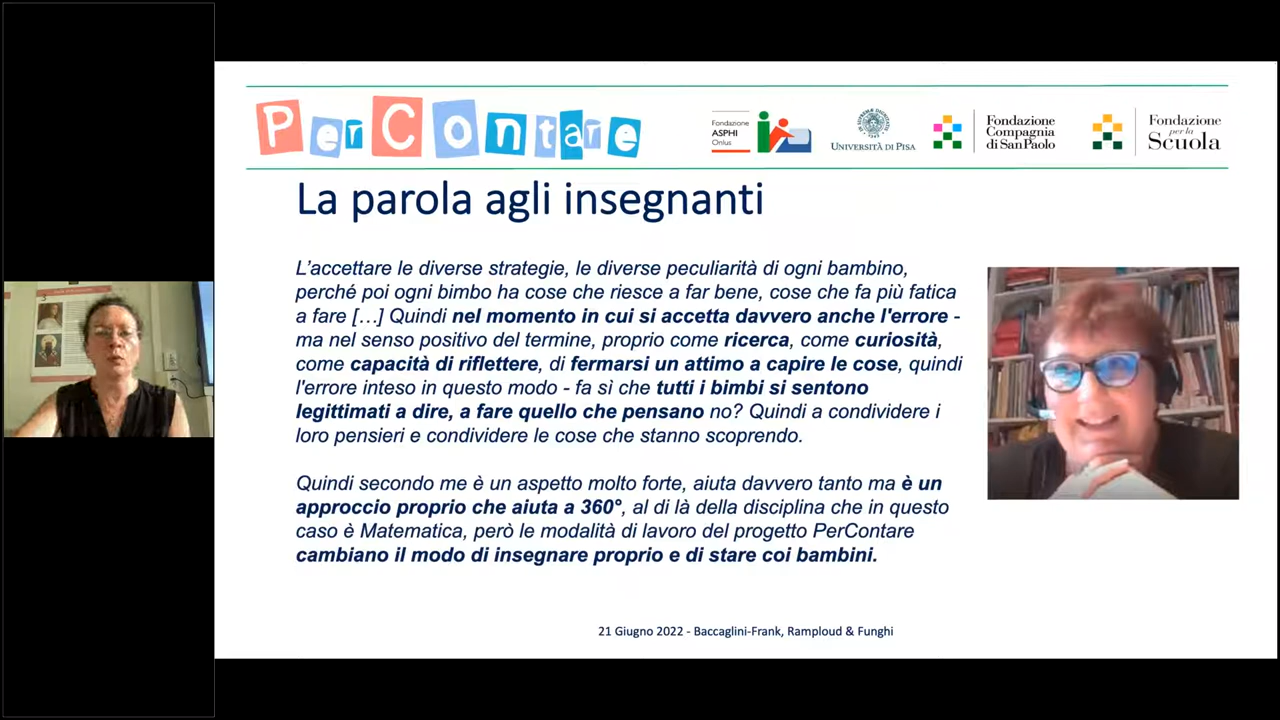 PerContare
Fondazione
ASPHI
Onlus
UNIVERSITÀ DI PISA
Fondazione
Compagnia
di San Paolo
Fondazione
per la
Scuola
La parola agli insegnanti
L'accettare le diverse strategie, le diverse peculiarità di ogni bambino,
perché poi ogni bimbo ha cose che riesce a far bene, cose che fa più fatica
a fare […] Quindi nel momento in cui si accetta davvero anche l'errore -
ma nel senso positivo del termine, proprio come ricerca, come curiosità,
come capacità di riflettere, di fermarsi un attimo a capire le cose, quindi
l'errore inteso in questo modo - fa sì che tutti i bimbi si sentono
legittimati a dire, a fare quello che pensano no? Quindi a condividere i
loro pensieri e condividere le cose che stanno scoprendo.
Quindi secondo me è un aspetto molto forte, aiuta davvero tanto ma è un
approccio proprio che aiuta a 360°, al di là della disciplina che in questo
caso è Matematica, però le modalità di lavoro del progetto PerContare
cambiano il modo di insegnare proprio e di stare coi bambini.
21 Giugno 2022 - Baccaglini-Frank, Ramploud & Funghi